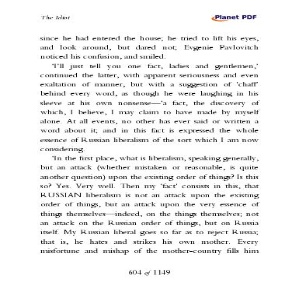 The Idiot
Planet PDF
since he had entered the house; he tried to lift his eyes,
and look around, but dared not; Evgenie Pavlovitch
noticed his confusion, and smiled.
'I'll just tell you one fact, ladies and gentlemen,'
continued the latter, with apparent seriousness and even
exaltation of manner, but with a suggestion of 'chaff'
behind every word, as though he were laughing in his
sleeve at his own nonsense—'a fact, the discovery of
which, I believe, I may claim to have made by myself
alone. At all events, no other has ever said or written a
word about it; and in this fact is expressed the whole
essence of Russian liberalism of the sort which I am now
considering.
'In the first place, what is liberalism, speaking generally,
but an attack (whether mistaken or reasonable, is quite
another question) upon the existing order of things? Is this
so? Yes. Very well. Then my 'fact' consists in this, that
RUSSIAN liberalism is not an attack upon the existing
order of things, but an attack upon the very essence of
things themselves—indeed, on the things themselves; not
an attack on the Russian order of things, but on Russia
itself. My Russian liberal goes so far as to reject Russia;
that is, he hates and strikes his own mother. Every
misfortune and mishap of the mother-country fills him
604 of 1149